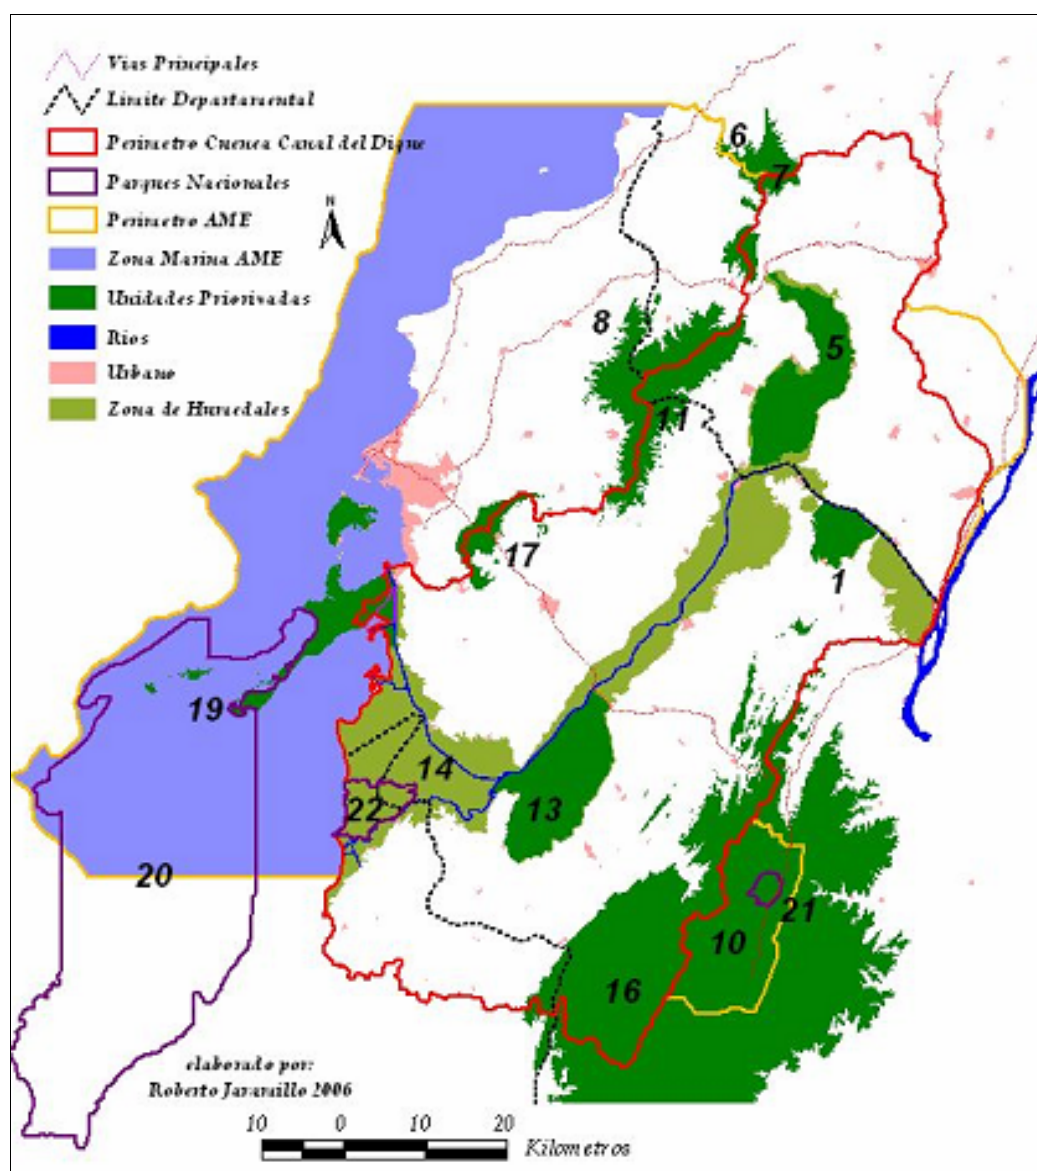 Vias Principales
Limite Departamental
Perimetro Cuenca Canal del Dique
Parques Nacionales
Perimetro AME
Zona Marina AME
Unidades Priorivadas
Rios
Urbano
Zona de Humedales
N
6
7
8
5
11
17
1
19
14
22
13
20
21
10
16
elaborado por:
Roberto Jaramillo 2006
10 0 10 20
Kilometros